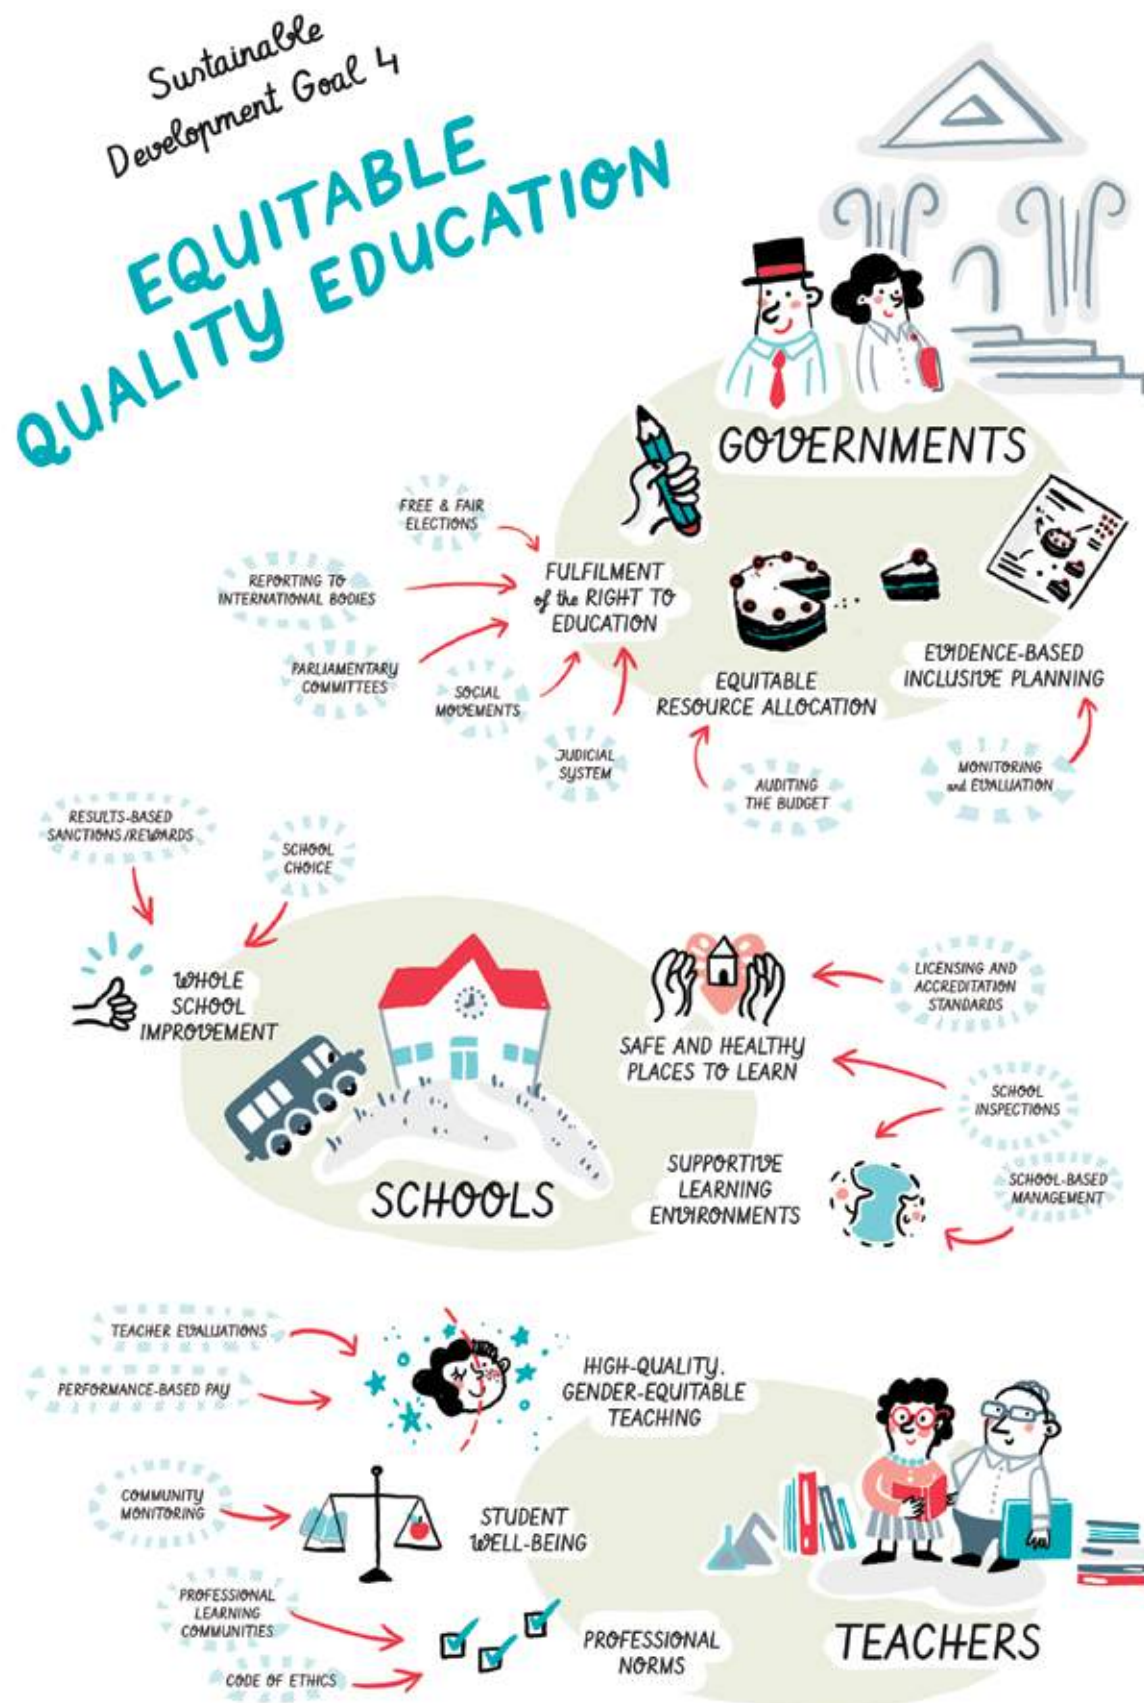 Sustainable
Development Goal 4
EQUITABLE
QUALITY EDUCATION
GOVERNMENTS
FREE & FAIR
ELECTIONS
REPORTING TO
INTERNATIONAL BODIES
PARLIAMENTARY
COMMITTEES
SOCIAL
MOVEMENTS
JUDICIAL
SYSTEM
FULFILMENT
of the RIGHT TO
EDUCATION
EQUITABLE
RESOURCE ALLOCATION
AUDITING
THE BUDGET
EVIDENCE-BASED
INCLUSIVE PLANNING
MONITORING
and EVALUATION
RESULTS-BASED
SANCTIONS/REWARDS
SCHOOL
CHOICE
WHOLE
SCHOOL
IMPROVEMENT
SCHOOLS
SAFE AND HEALTHY
PLACES TO LEARN
LICENSING AND
ACCREDITATION
STANDARDS
SCHOOL
INSPECTIONS
SUPPORTIVE
LEARNING
ENVIRONMENTS
SCHOOL-BASED
MANAGEMENT
TEACHER EVALUATIONS
PERFORMANCE-BASED PAY
HIGH-QUALITY.
GENDER-EQUITABLE
TEACHING
COMMUNITY
MONITORING
STUDENT
WELL-BEING
PROFESSIONAL
LEARNING
COMMUNITIES
CODE OF ETHICS
PROFESSIONAL
NORMS
TEACHERS